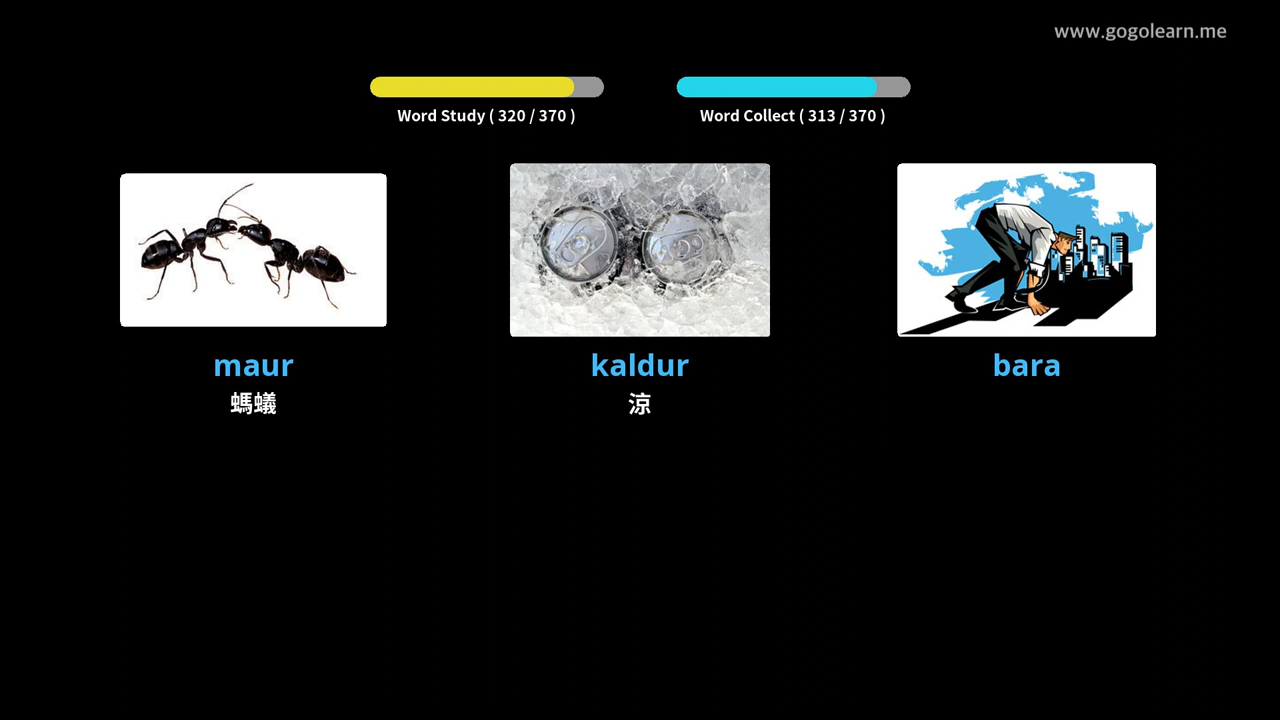 www.gogolearn.me
Word Study ( 320 / 370 )
Word Collect ( 313 / 370 )
maur
螞蟻
kaldur
涼
bara